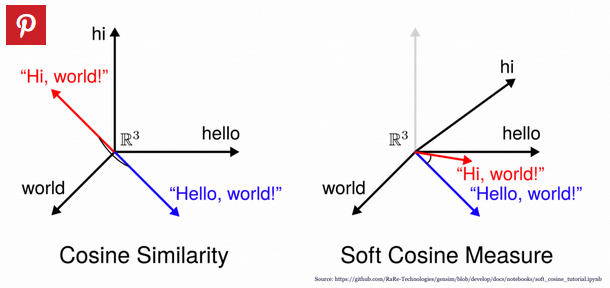 hi
“Hi, world!”
ℝ³
hello
world
“Hello, world!”
Cosine Similarity
hi
ℝ³
hello
“Hi, world!”
world
“Hello, world!”
Soft Cosine Measure
Source: https://github.com/RaRe-Technologies/gensim/blob/develop/docs/notebooks/soft_cosine_tutorial.ipynb